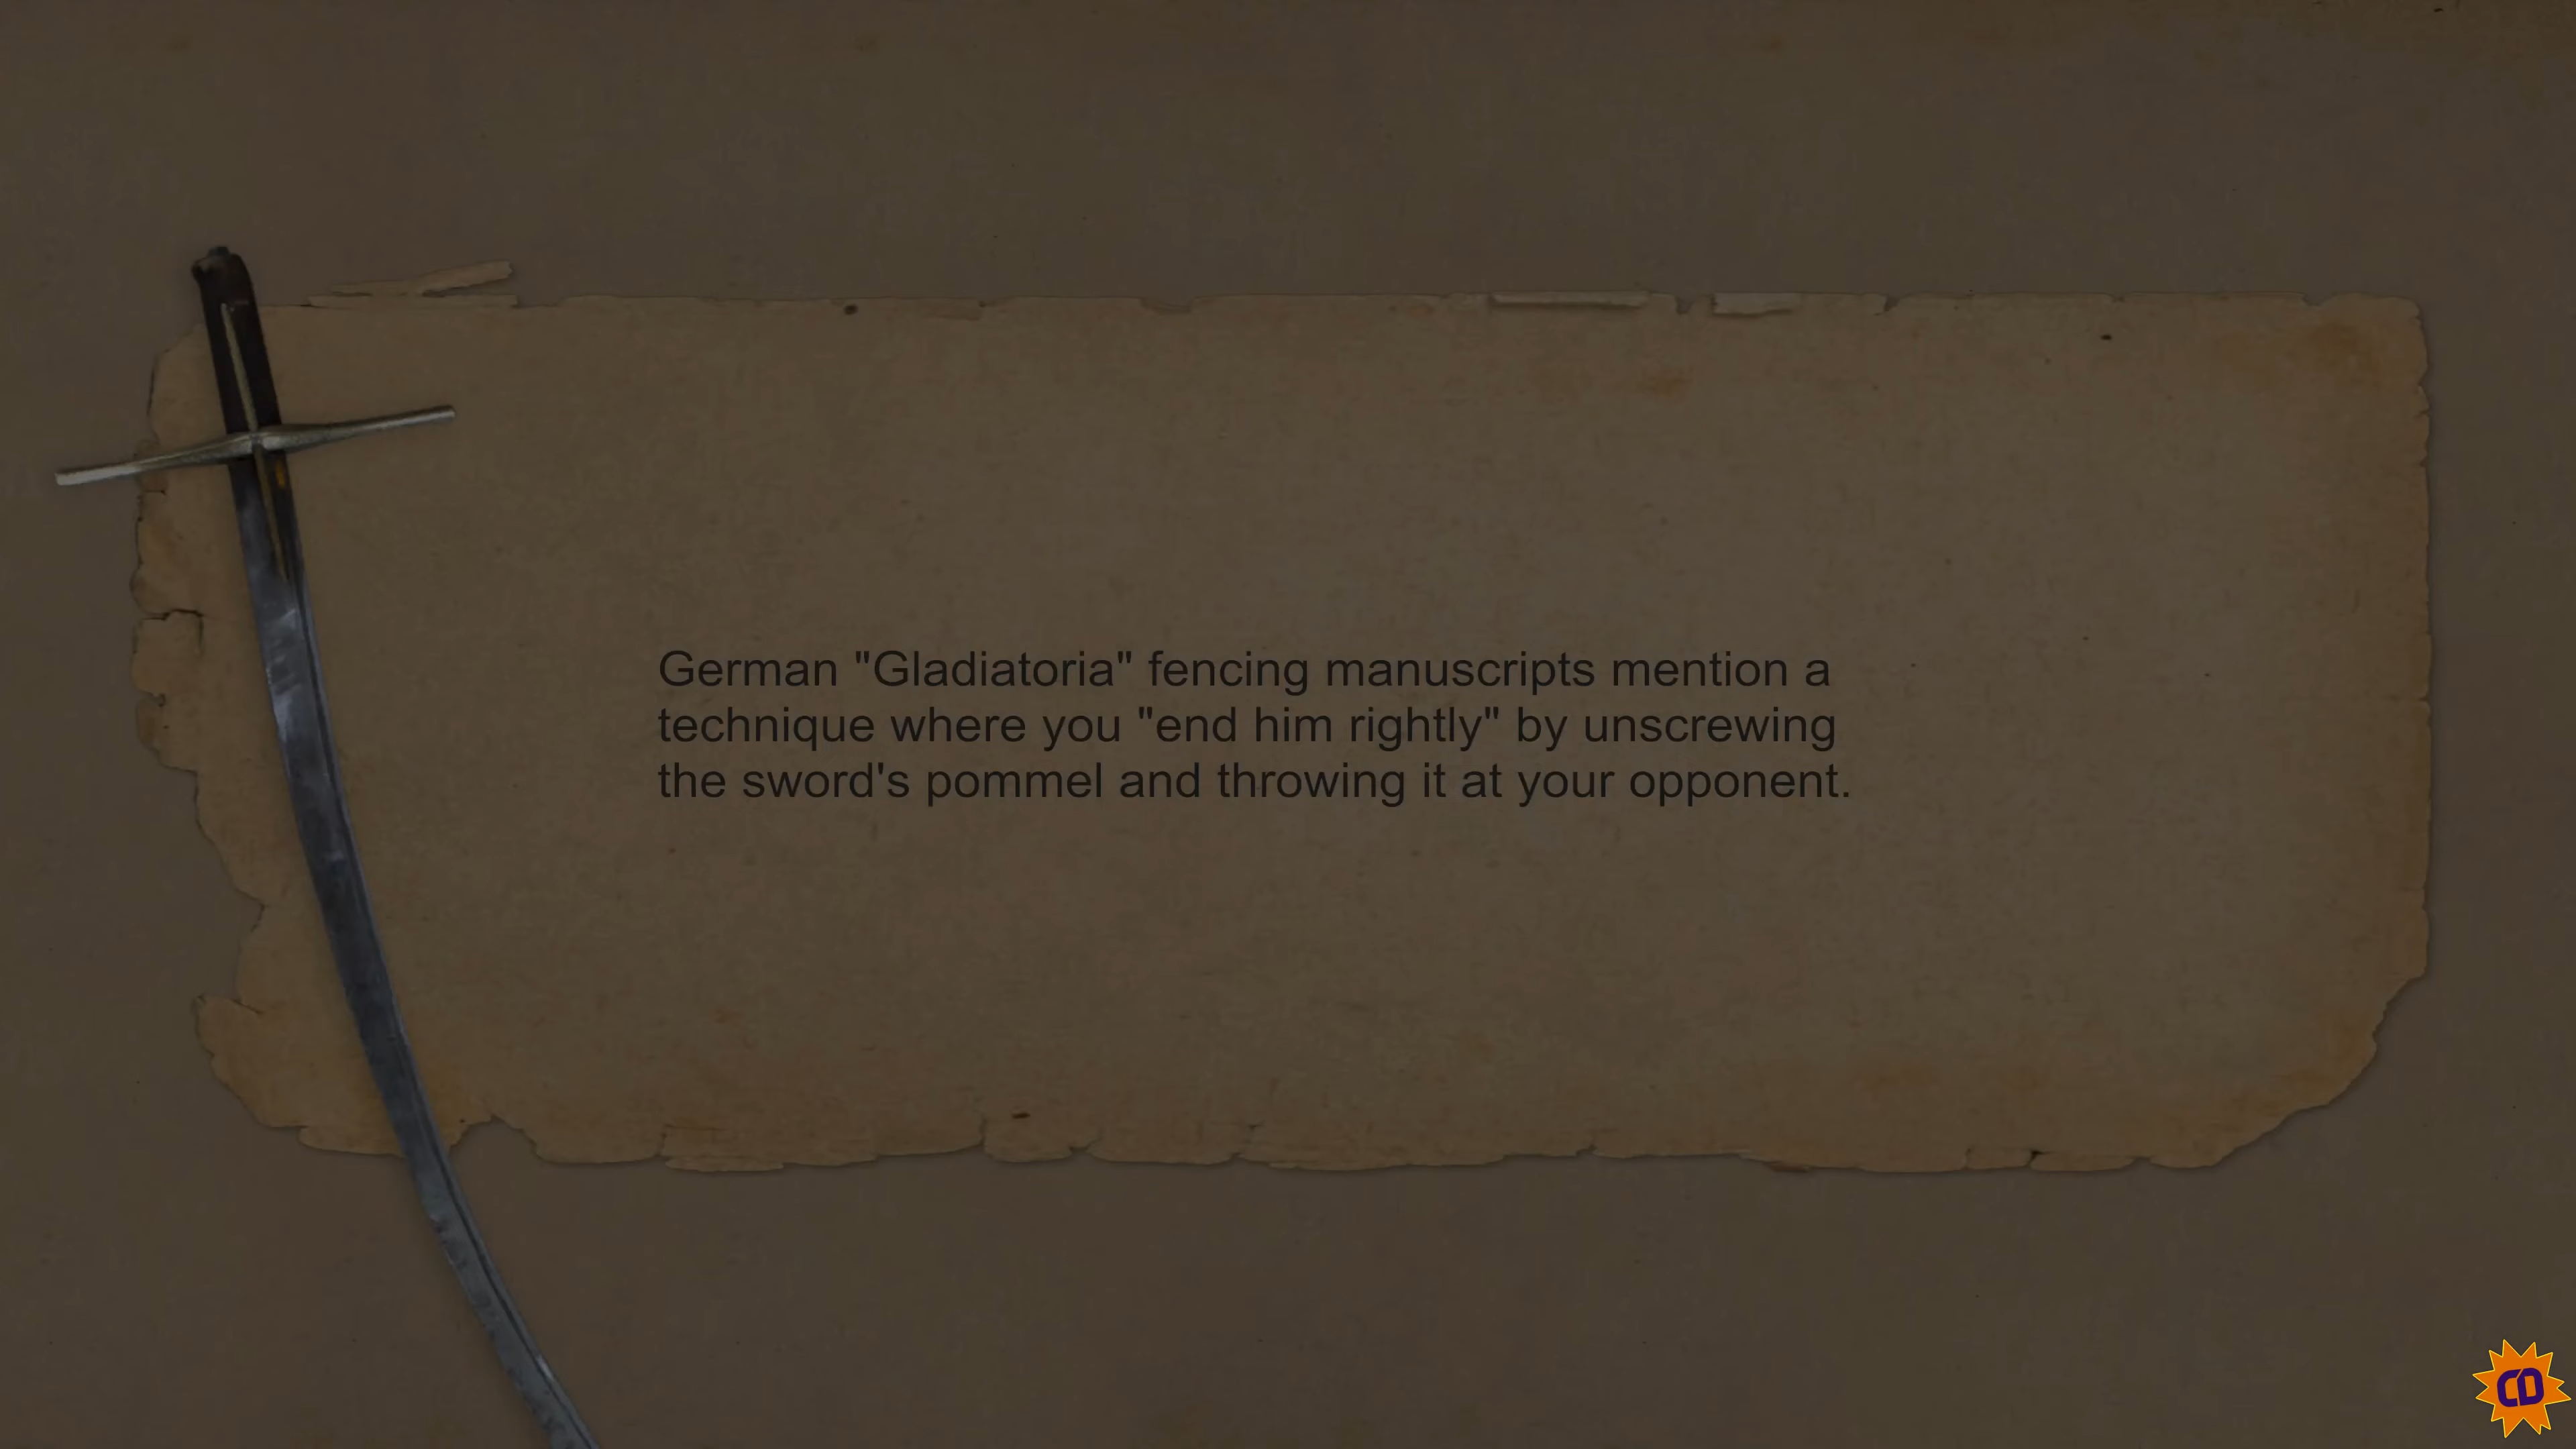 German "Gladiatoria" fencing manuscripts mention a
technique where you "end him rightly" by unscrewing
the sword's pommel and throwing it at your opponent.
CD